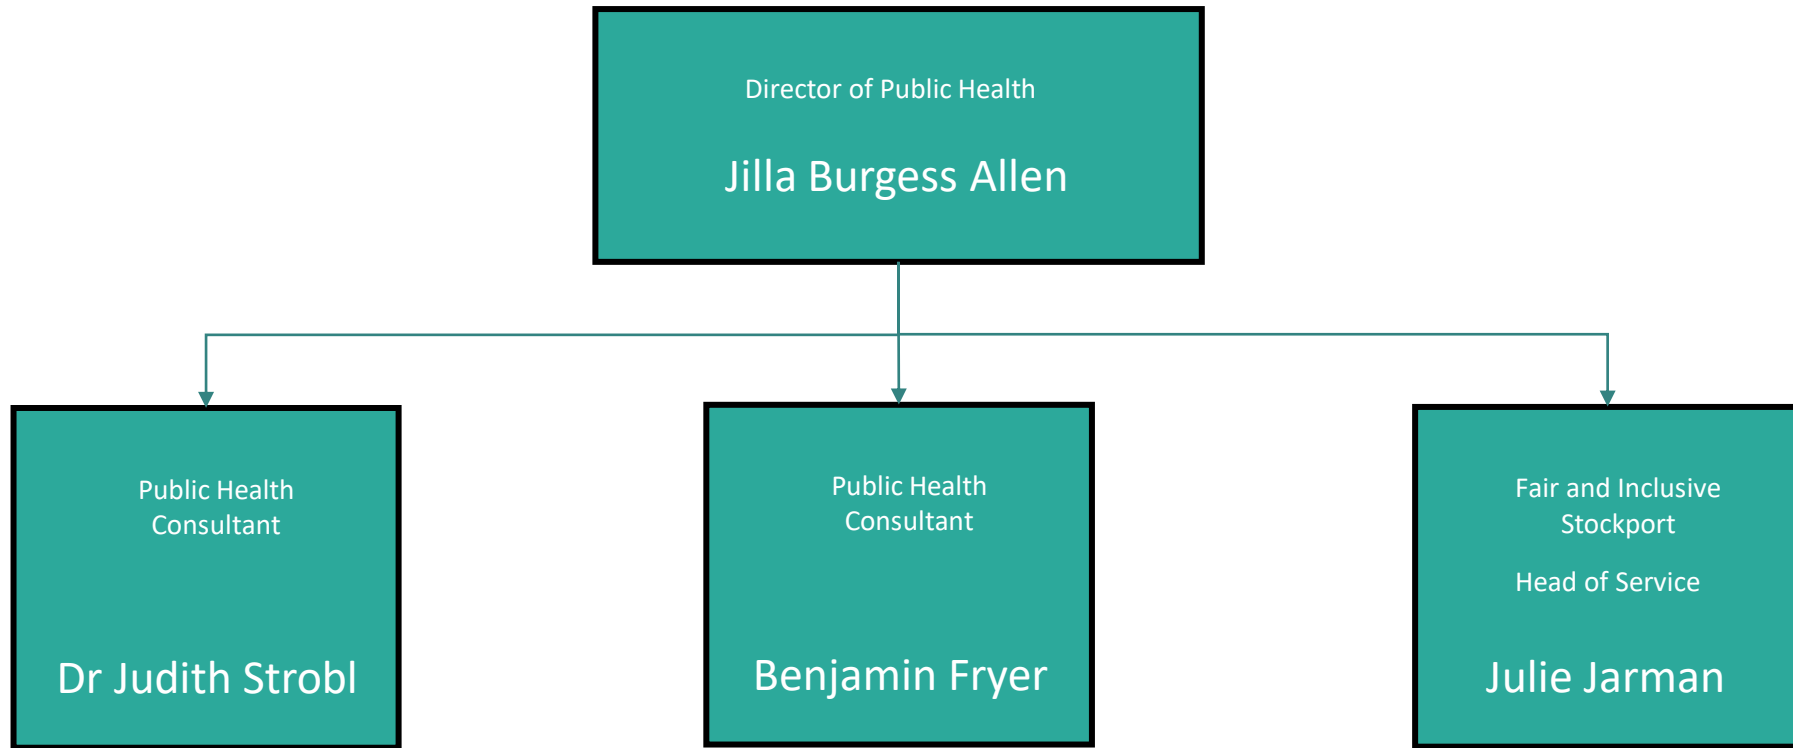 Director of Public Health
Jilla Burgess Allen
Public Health
Consultant
Dr Judith Strobl
Public Health
Consultant
Benjamin Fryer
Fair and Inclusive
Stockport
Head of Service
Julie Jarman